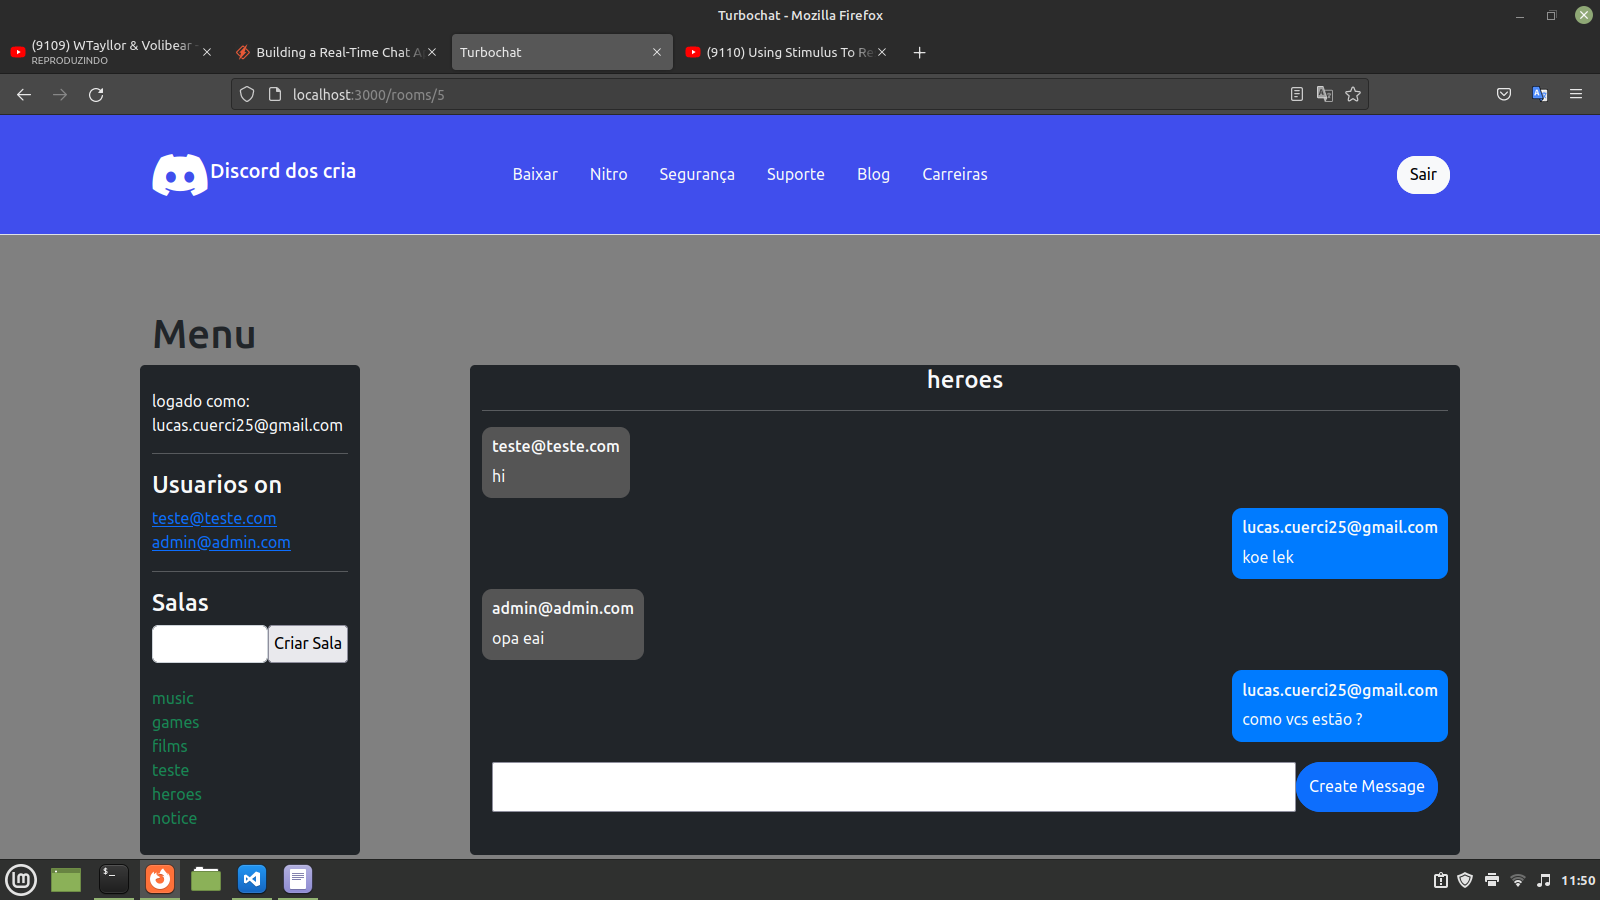 Turbochat - Mozilla Firefox
(9109) WTayllor & Volibear
REPRODUZINDO
Building a Real-Time Chat A
Turbochat
(9110) Using Stimulus To Re
localhost:3000/rooms/5
Discord dos cria
Baixar
Nitro
Segurança
Suporte
Blog
Carreiras
Sair
Menu
logado como:
lucas.cuerci25@gmail.com
Usuarios on
teste@teste.com
admin@admin.com
Salas
Criar Sala
music
games
films
teste
heroes
notice
heroes
teste@teste.com
hi
lucas.cuerci25@gmail.com
koe lek
admin@admin.com
opa eai
lucas.cuerci25@gmail.com
como vcs estão ?
Create Message
11:50